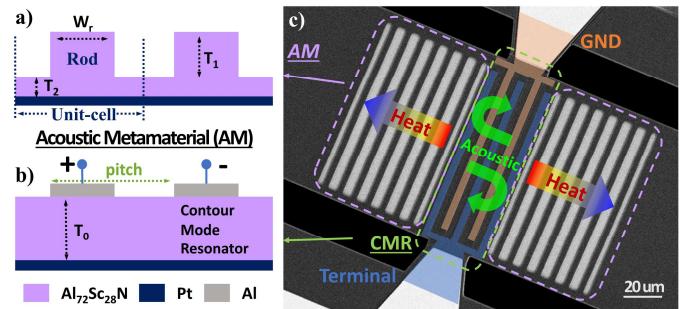 a)
Wr
Rod
T1
T2
Unit-cell
Acoustic Metamaterial (AM)
b)
+
pitch
-
T0
Contour
Mode
Resonator
Al72Sc28N
Pt
Al
c)
AM
GND
Heat
Acoustic
Heat
CMR
Terminal
20 um